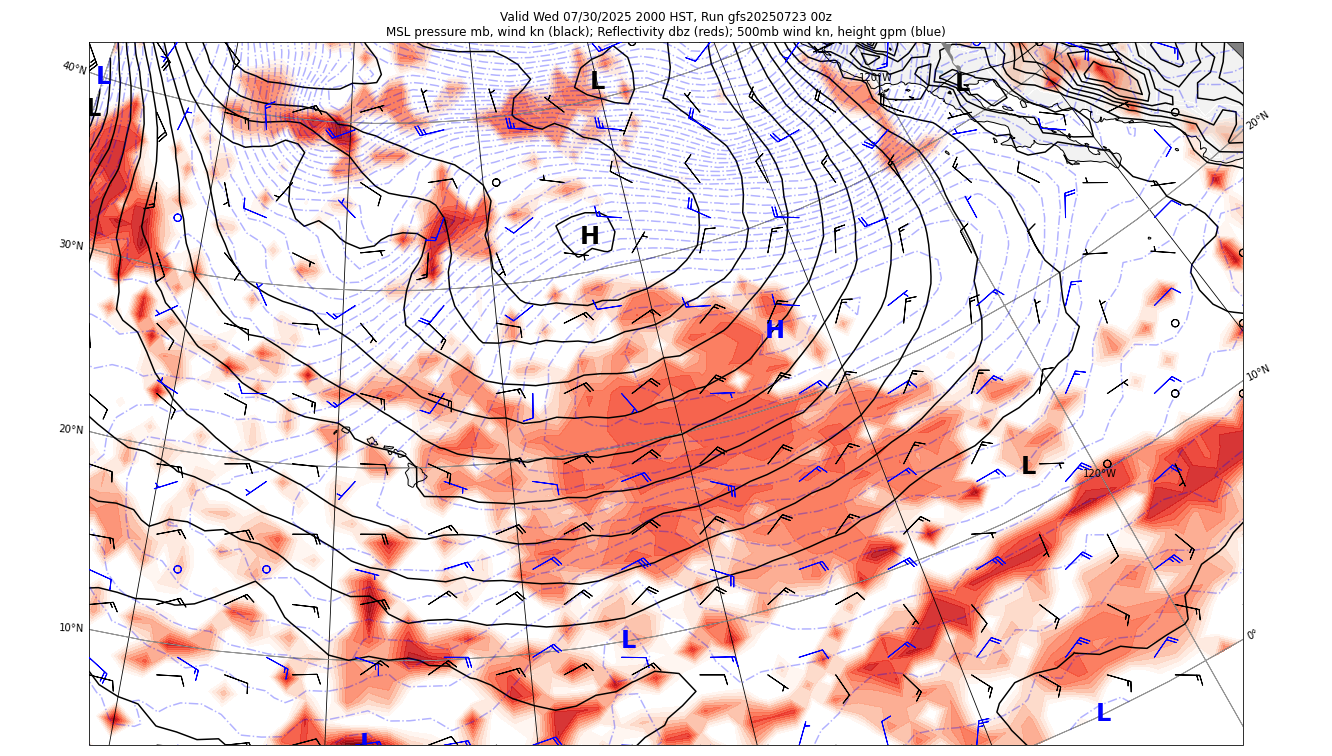 Valid Wed 07/30/2025 2000 HST, Run gfs20250723 00z
MSL pressure mb, wind kn (black); Reflectivity dbz (reds); 500mb wind kn, height gpm (blue)
40°N
L
L
L
120°W
L
20°N
30°N
H
H
10°N
20°N
L
120°W
10°N
L
0°
L
L